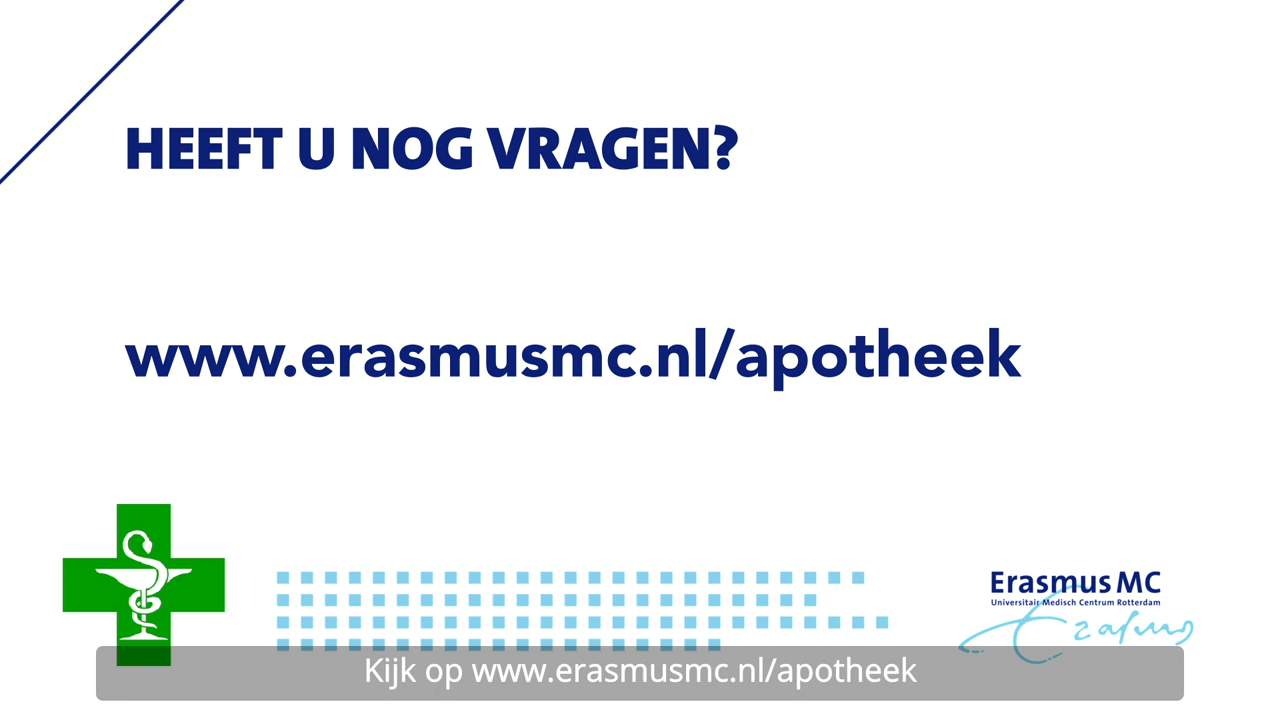 HEEFT U NOG VRAGEN?
www.erasmusmc.nl/apotheek
Erasmus MC
Universitair Medisch Centrum Rotterdam
Erasmus
Kijk op www.erasmusmc.nl/apotheek